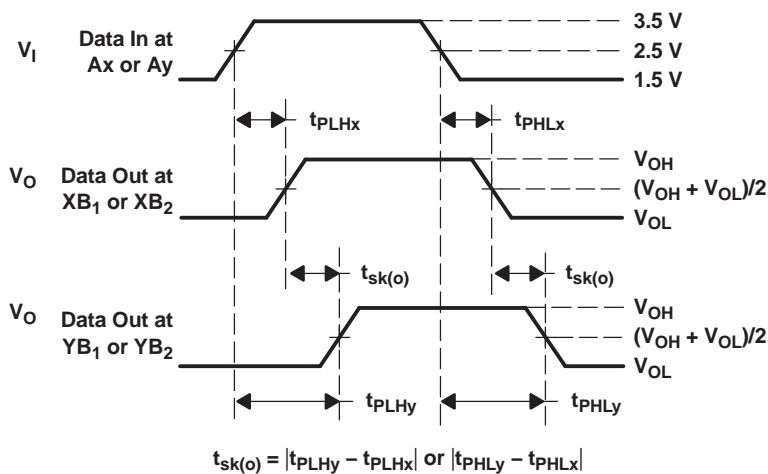 V_I
Data In at
Ax or Ay
3.5 V
2.5 V
1.5 V
t_PLHx
t_PHLx
V_O
Data Out at
XB_1 or XB_2
V_OH
(V_OH + V_OL)/2
V_OL
t_sk(o)
t_sk(o)
V_O
Data Out at
YB_1 or YB_2
V_OH
(V_OH + V_OL)/2
V_OL
t_PLHy
t_PHLy
t_sk(o) = |t_PLHy – t_PLHx| or |t_PHLy – t_PHLx|